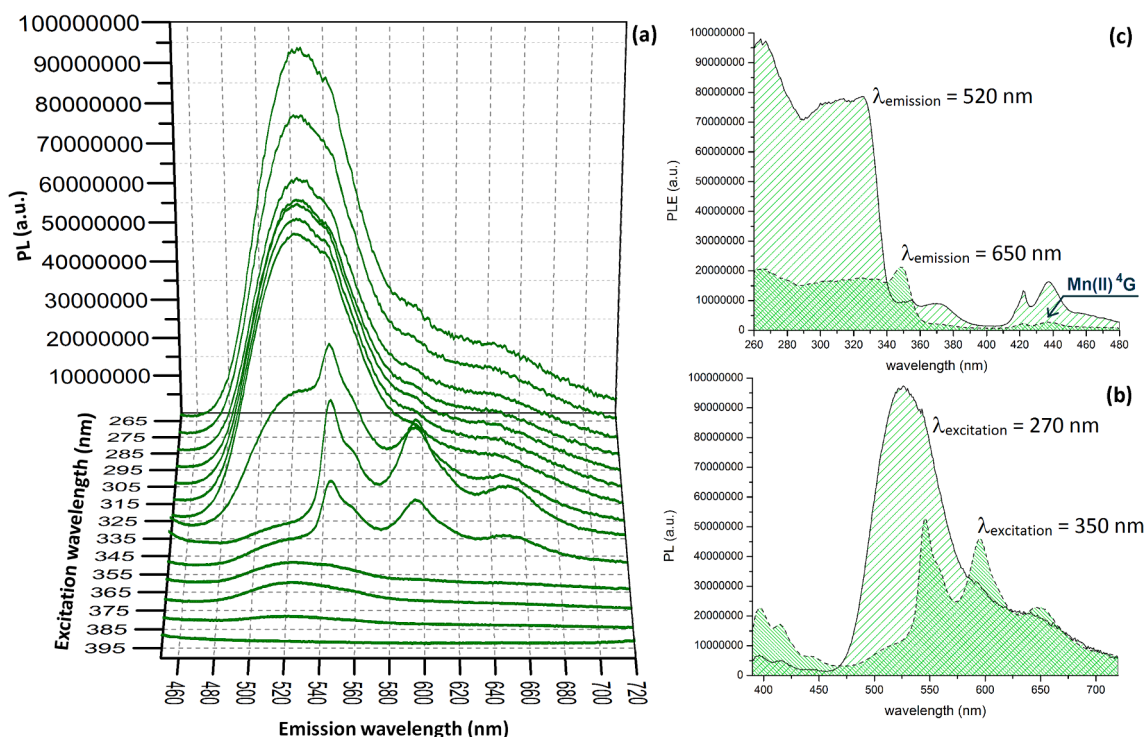 (a)
100000000
90000000
80000000
70000000
60000000
50000000
40000000
30000000
20000000
10000000
PL (a.u.)
265
275
285
295
305
315
325
335
345
355
365
375
385
395
Excitation wavelength (nm)
460 480 500 520 540 560 580 600 620 640 660 680 700 720
Emission wavelength (nm)
(c)
100000000
90000000
80000000
70000000
60000000
50000000
40000000
30000000
20000000
10000000
0
PLE (a.u.)
λemission = 520 nm
λemission = 650 nm
Mn(II) ⁴G
260 280 300 320 340 360 380 400 420 440 460 480
wavelength (nm)
(b)
100000000
90000000
80000000
70000000
60000000
50000000
40000000
30000000
20000000
10000000
0
PL (a.u.)
λexcitation = 270 nm
λexcitation = 350 nm
400 450 500 550 600 650 700
wavelength (nm)